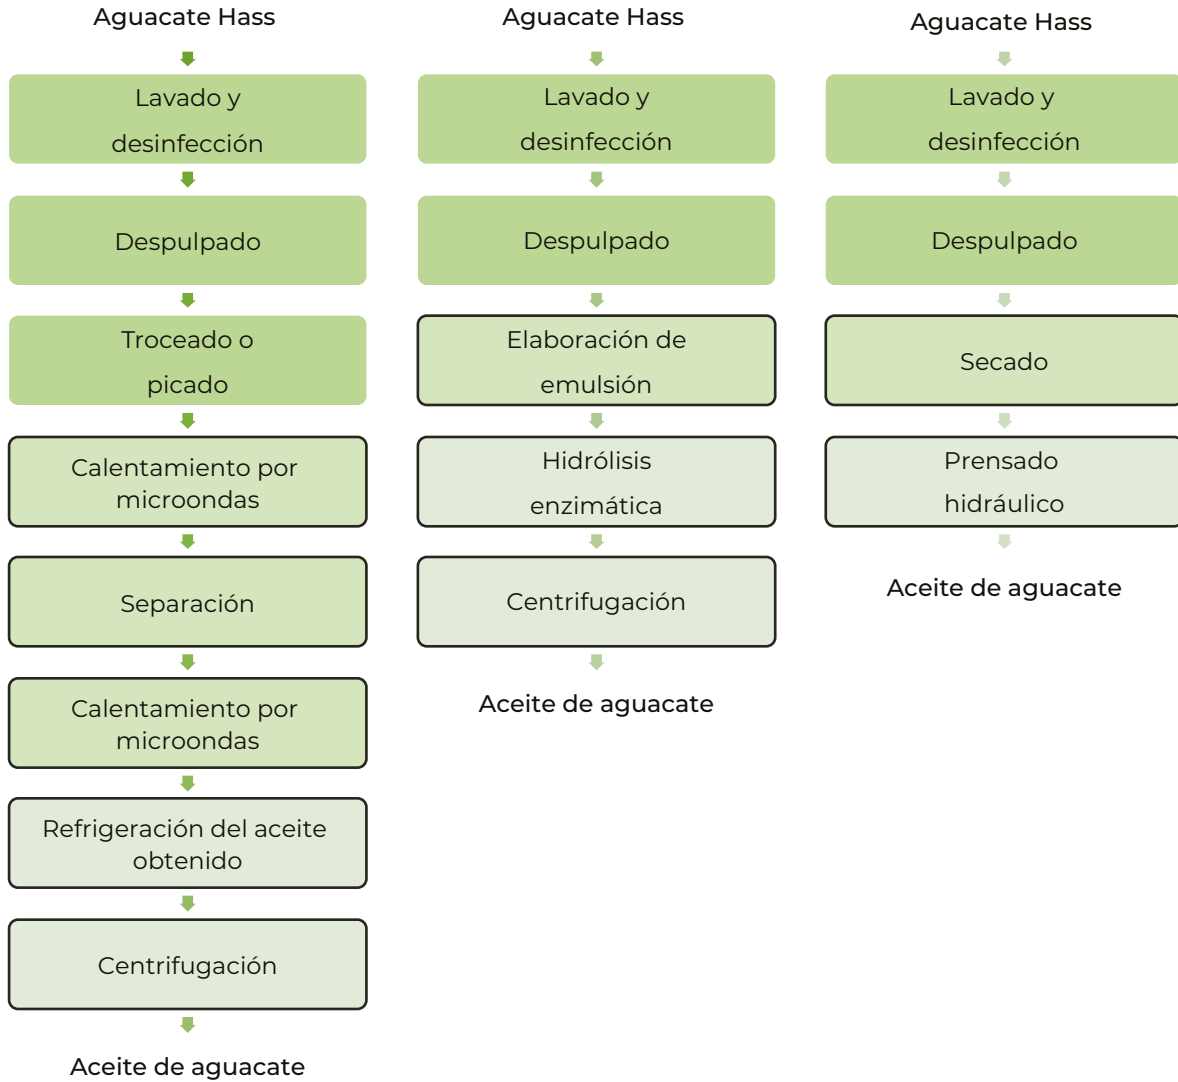 Aguacate Hass
Lavado y
desinfección
Despulpado
Troceado o
picado
Calentamiento por
microondas
Separación
Calentamiento por
microondas
Refrigeración del aceite
obtenido
Centrifugación
Aceite de aguacate
Aguacate Hass
Lavado y
desinfección
Despulpado
Elaboración de
emulsión
Hidrólisis
enzimática
Centrifugación
Aceite de aguacate
Aguacate Hass
Lavado y
desinfección
Despulpado
Secado
Prensado
hidráulico
Aceite de aguacate